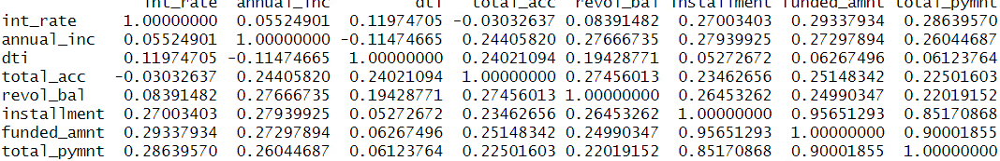 int_rate annual_inc dti total_acc revol_bal installment funded_amnt total_pymnt
int_rate 1.00000000 0.05524901 0.11974705 -0.03032637 0.08391482 0.27003403 0.29337934 0.28639570
annual_inc 0.05524901 1.00000000 -0.11474665 0.24405820 0.27666735 0.27939925 0.27297894 0.26044687
dti 0.11974705 -0.11474665 1.00000000 0.24021094 0.19428771 0.05272672 0.06267496 0.06123764
total_acc -0.03032637 0.24405820 0.24021094 1.00000000 0.27456013 0.23462656 0.25148342 0.22501603
revol_bal 0.08391482 0.27666735 0.19428771 0.27456013 1.00000000 0.26453262 0.24990347 0.22019152
installment 0.27003403 0.27939925 0.05272672 0.23462656 0.26453262 1.00000000 0.95651293 0.85170868
funded_amnt 0.29337934 0.27297894 0.06267496 0.25148342 0.24990347 0.95651293 1.00000000 0.90001855
total_pymnt 0.28639570 0.26044687 0.06123764 0.22501603 0.22019152 0.85170868 0.90001855 1.00000000